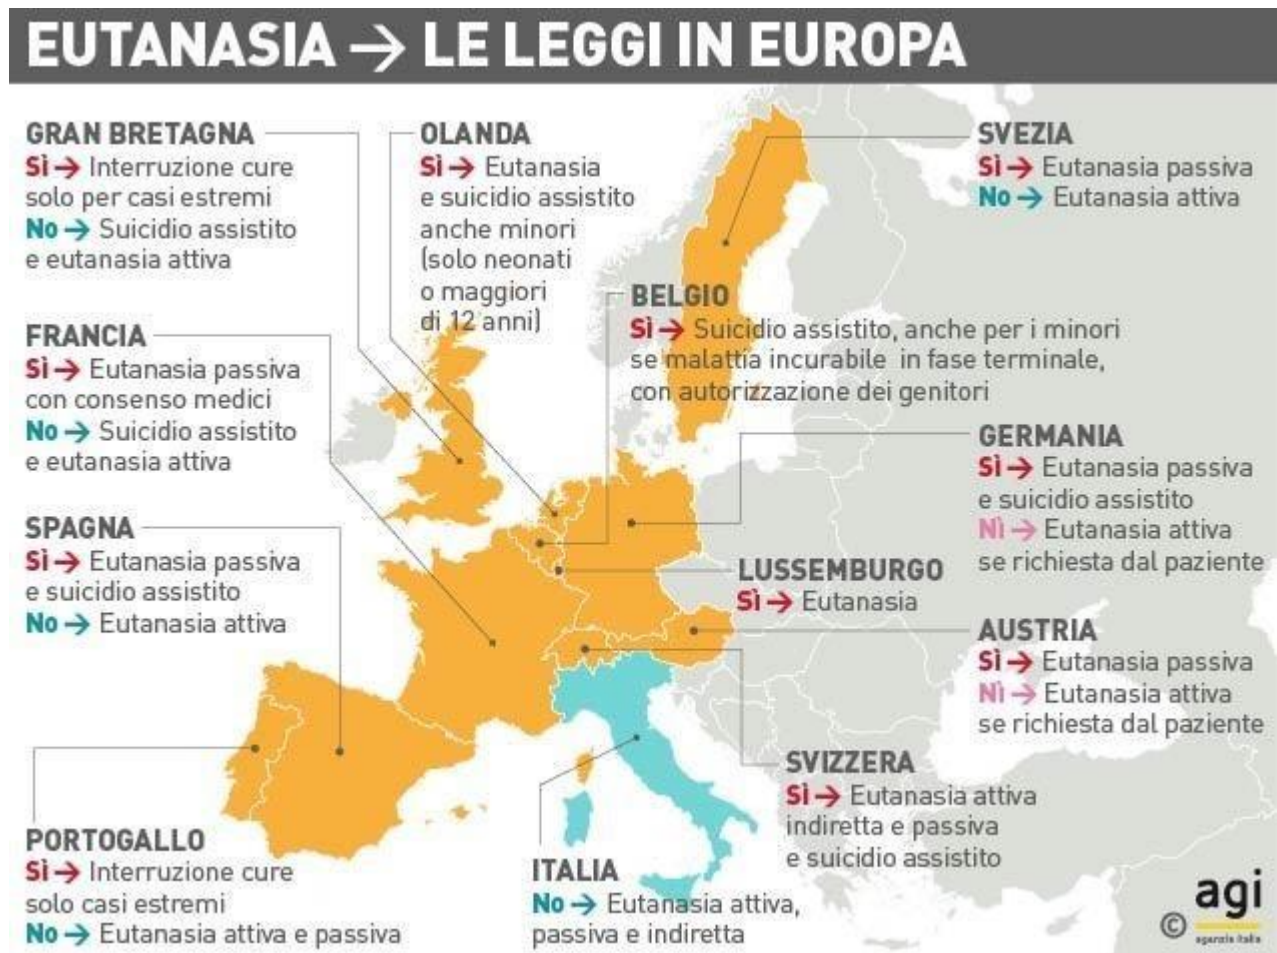 EUTANASIA → LE LEGGI IN EUROPA
GRAN BRETAGNA
Sì → Interruzione cure
solo per casi estremi
No → Suicidio assistito
e eutanasia attiva
OLANDA
Sì → Eutanasia
e suicidio assistito
anche minori
(solo neonati
o maggiori
di 12 anni)
SVEZIA
Sì → Eutanasia passiva
No → Eutanasia attiva
BELGIO
Sì → Suicidio assistito, anche per i minori
se malattia incurabile in fase terminale,
con autorizzazione dei genitori
FRANCIA
Sì → Eutanasia passiva
con consenso medici
No → Suicidio assistito
e eutanasia attiva
GERMANIA
Sì → Eutanasia passiva
e suicidio assistito
Nì → Eutanasia attiva
se richiesta dal paziente
SPAGNA
Sì → Eutanasia passiva
e suicidio assistito
No → Eutanasia attiva
LUSSEMBURGO
Sì → Eutanasia
AUSTRIA
Sì → Eutanasia passiva
Nì → Eutanasia attiva
se richiesta dal paziente
SVIZZERA
Sì → Eutanasia attiva
indiretta e passiva
e suicidio assistito
PORTOGALLO
Sì → Interruzione cure
solo casi estremi
No → Eutanasia attiva e passiva
ITALIA
No → Eutanasia attiva,
passiva e indiretta
© agi
agenzia italia